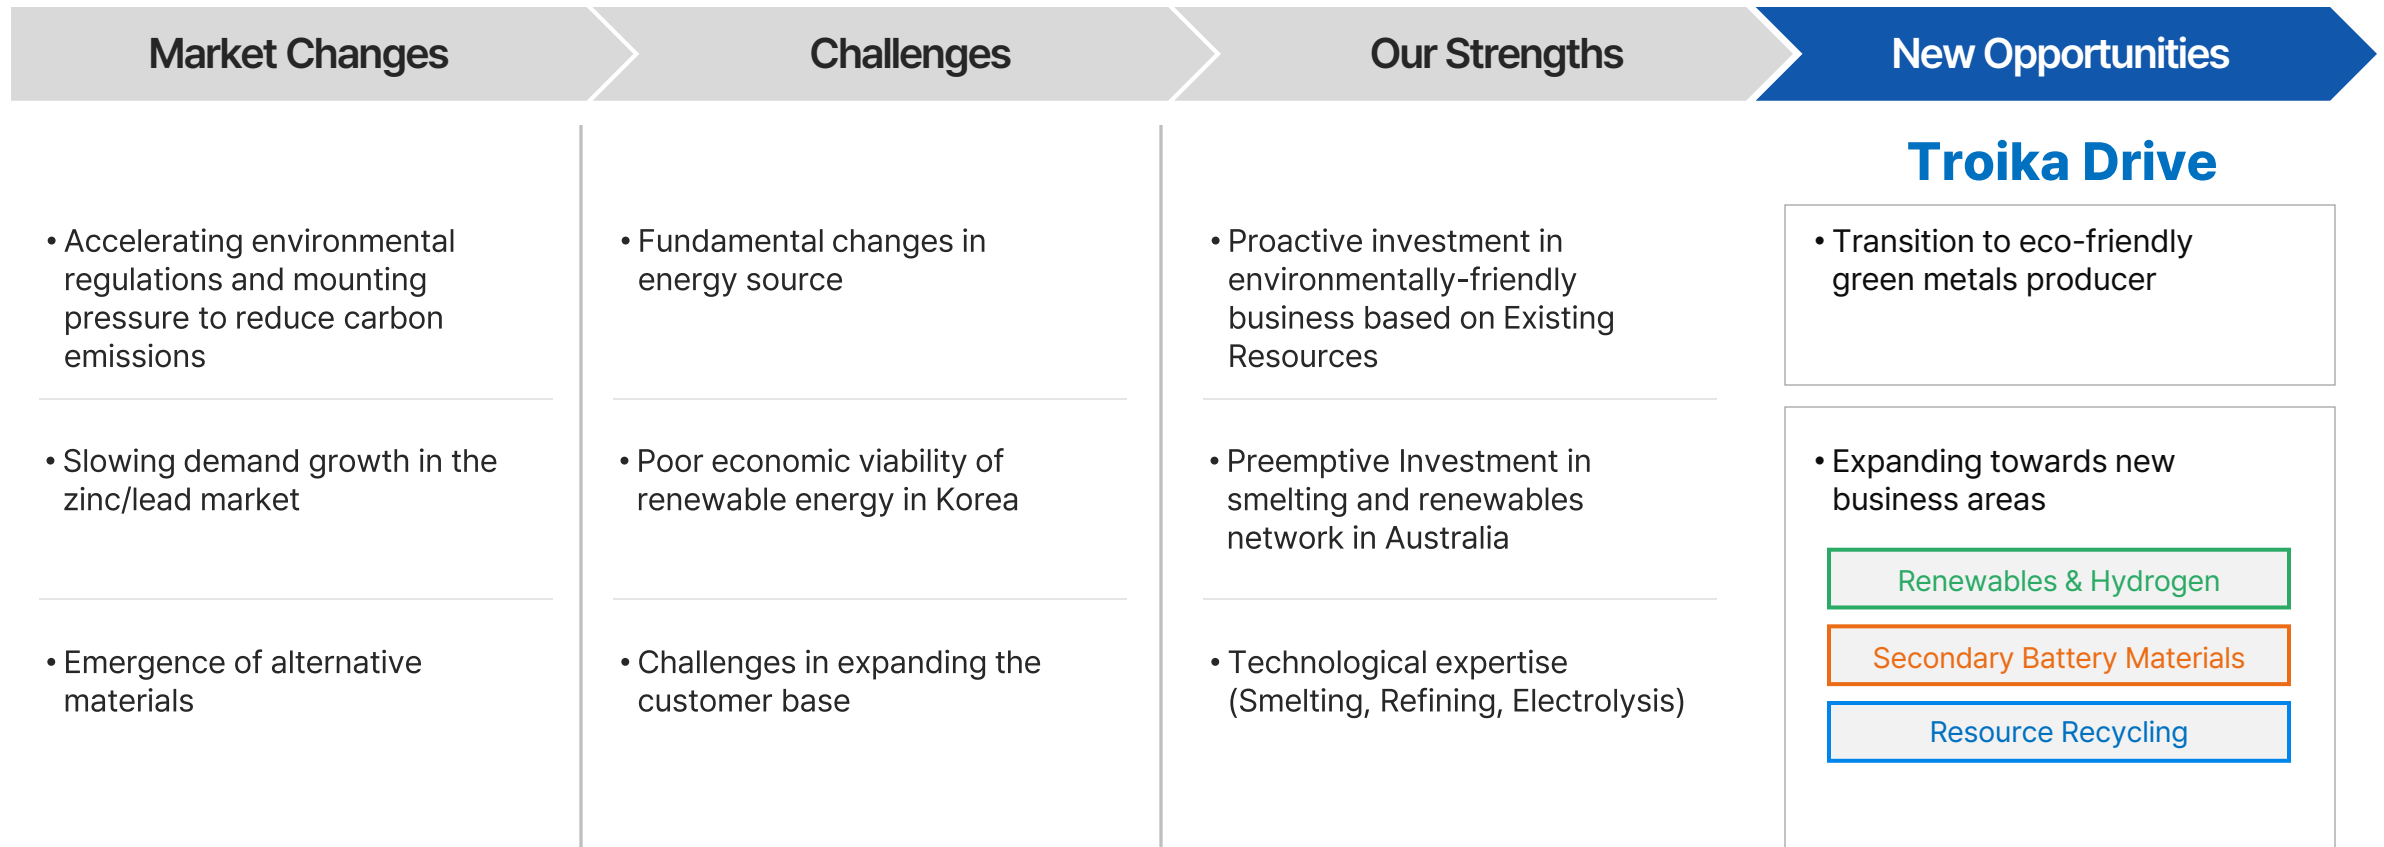 Market Changes
Challenges
Our Strengths
New Opportunities
• Accelerating environmental
regulations and mounting
pressure to reduce carbon
emissions
• Slowing demand growth in the
zinc/lead market
• Emergence of alternative
materials
• Fundamental changes in
energy source
• Poor economic viability of
renewable energy in Korea
• Challenges in expanding the
customer base
• Proactive investment in
environmentally-friendly
business based on Existing
Resources
• Preemptive Investment in
smelting and renewables
network in Australia
• Technological expertise
(Smelting, Refining, Electrolysis)
Troika Drive
• Transition to eco-friendly
green metals producer
• Expanding towards new
business areas
Renewables & Hydrogen
Secondary Battery Materials
Resource Recycling